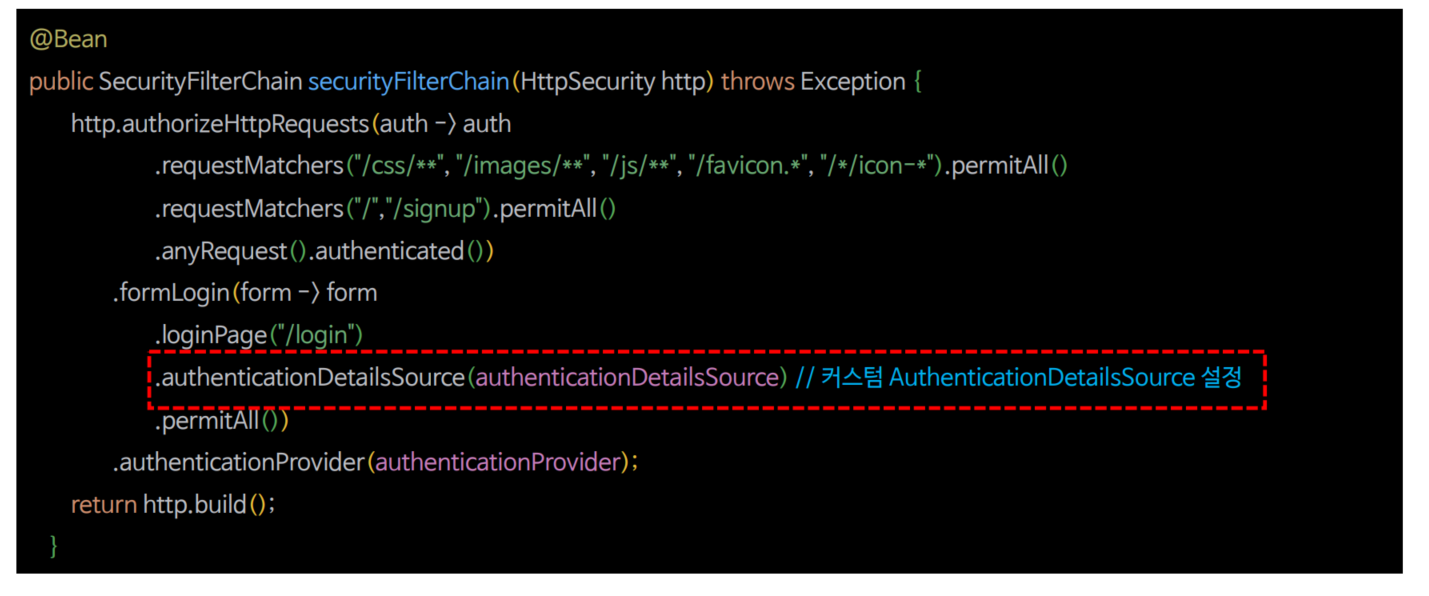 @Bean
public SecurityFilterChain securityFilterChain(HttpSecurity http) throws Exception {
http.authorizeHttpRequests(auth -> auth
.requestMatchers("/css/**", "/images/**", "/js/**", "/favicon.*", "/*/icon-*").permitAll()
.requestMatchers("/","/signup").permitAll()
.anyRequest().authenticated())
.formLogin(form -> form
.loginPage("/login")
.authenticationDetailsSource(authenticationDetailsSource) // 커스텀 AuthenticationDetailsSource 설정
.permitAll())
.authenticationProvider(authenticationProvider);
return http.build();
}